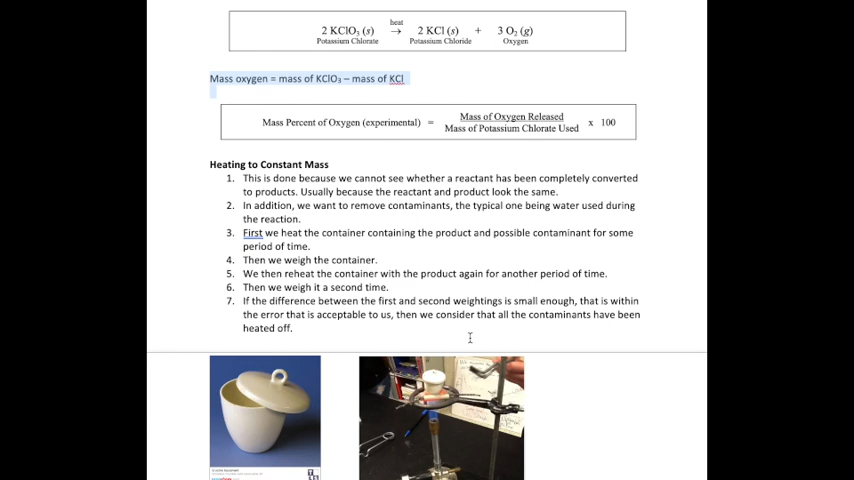 heat
2 KClO₃ (s) → 2 KCl (s) + 3 O₂ (g)
Potassium Chlorate Potassium Chloride Oxygen
Mass oxygen = mass of KClO₃ – mass of KCl
Mass Percent of Oxygen (experimental) = Mass of Oxygen Released x 100
Mass of Potassium Chlorate Used
Heating to Constant Mass
1. This is done because we cannot see whether a reactant has been completely converted
to products. Usually because the reactant and product look the same.
2. In addition, we want to remove contaminants, the typical one being water used during
the reaction.
3. First we heat the container containing the product and possible contaminant for some
period of time.
4. Then we weigh the container.
5. We then reheat the container with the product again for another period of time.
6. Then we weigh it a second time.
7. If the difference between the first and second weightings is small enough, that is within
the error that is acceptable to us, then we consider that all the contaminants have been
heated off.